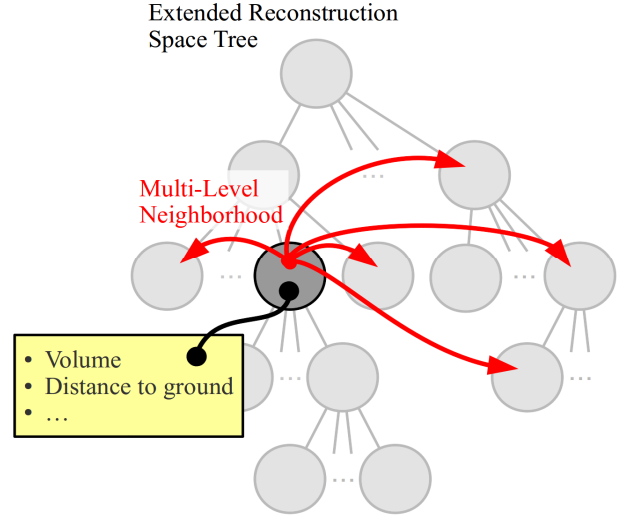 Extended Reconstruction
Space Tree
...
Multi-Level
Neighborhood
...
...
• Volume
• Distance to ground
• ...
...
...
...